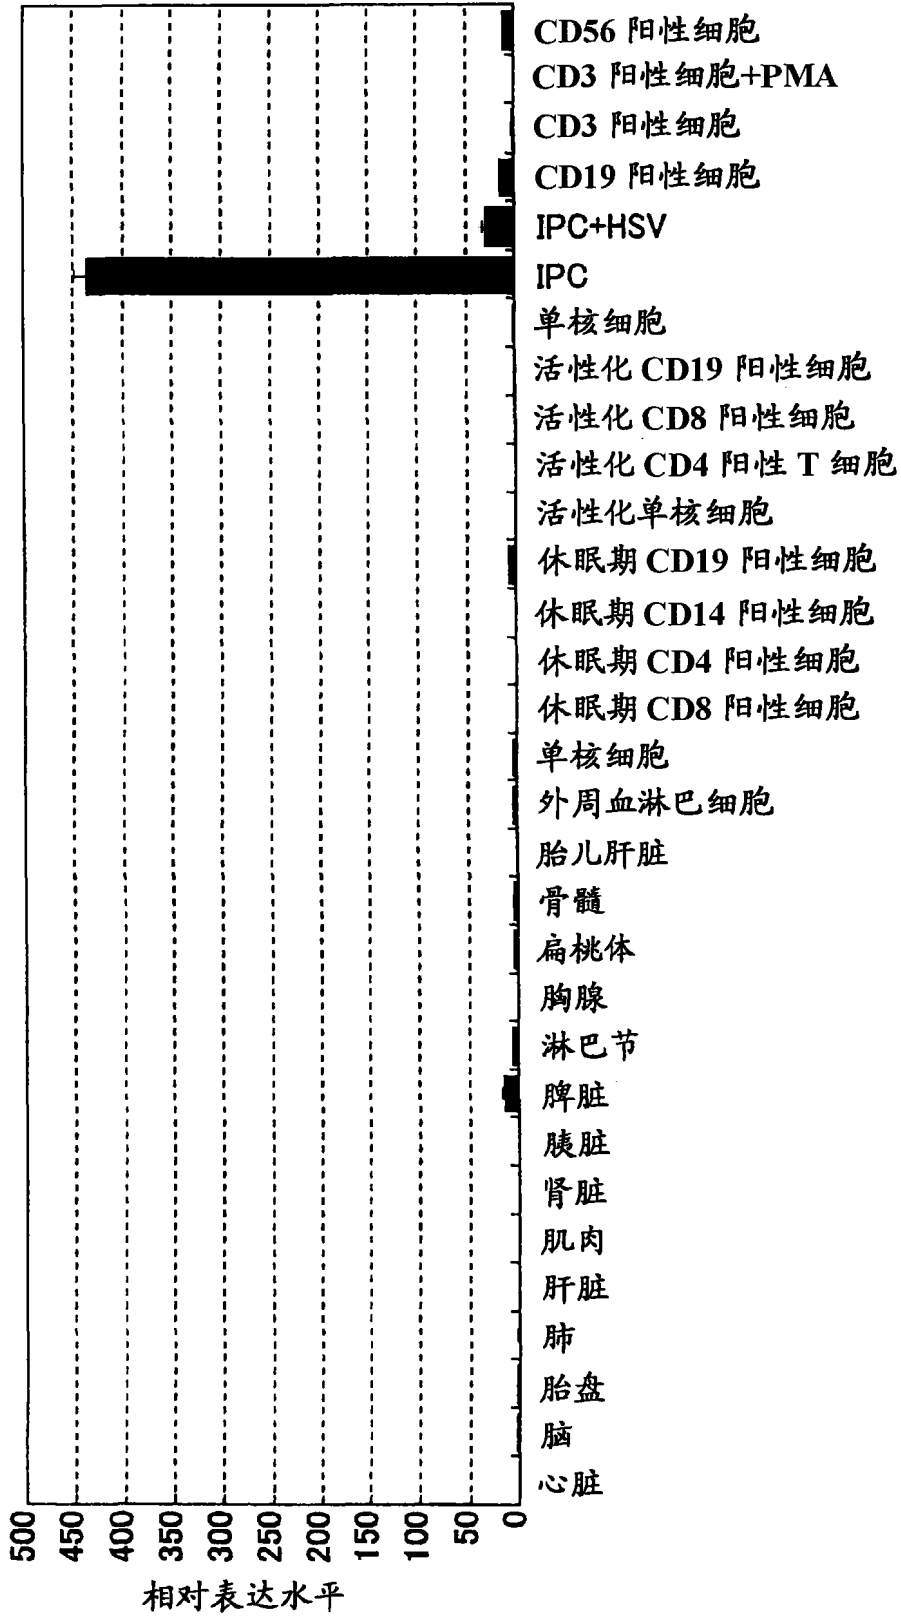 CD56 阳性细胞
CD3 阳性细胞+PMA
CD3 阳性细胞
CD19 阳性细胞
IPC+HSV
IPC
单核细胞
活性化 CD19 阳性细胞
活性化 CD8 阳性细胞
活性化 CD4 阳性 T 细胞
活性化单核细胞
休眠期 CD19 阳性细胞
休眠期 CD14 阳性细胞
休眠期 CD4 阳性细胞
休眠期 CD8 阳性细胞
单核细胞
外周血淋巴细胞
胎儿肝脏
骨髓
扁桃体
胸腺
淋巴节
脾脏
胰脏
肾脏
肌肉
肝脏
肺
胎盘
脑
心脏
500 450 400 350 300 250 200 150 100 50 0
相对表达水平